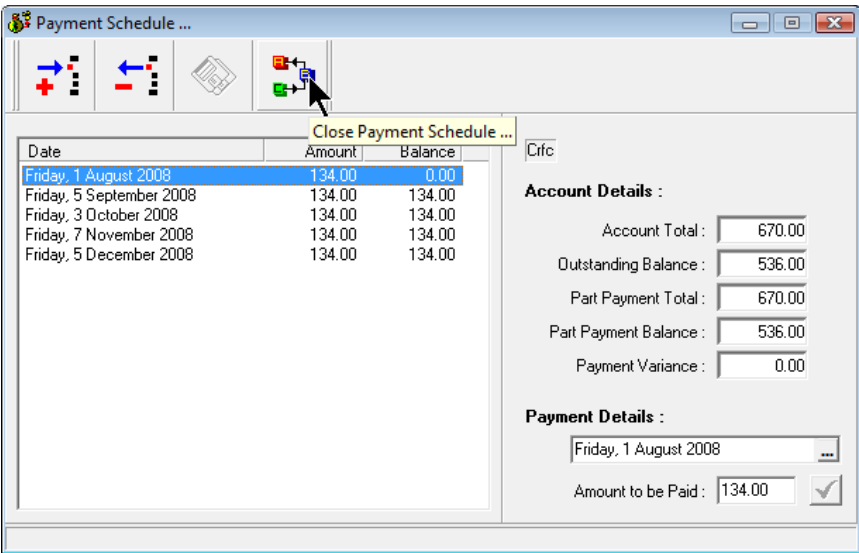 Payment Schedule ...
Close Payment Schedule ...
Date Amount Balance
Friday, 1 August 2008 134.00 0.00
Friday, 5 September 2008 134.00 134.00
Friday, 3 October 2008 134.00 134.00
Friday, 7 November 2008 134.00 134.00
Friday, 5 December 2008 134.00 134.00
Crfc
Account Details :
Account Total : 670.00
Outstanding Balance : 536.00
Part Payment Total : 670.00
Part Payment Balance : 536.00
Payment Variance : 0.00
Payment Details :
Friday, 1 August 2008 ...
Amount to be Paid : 134.00